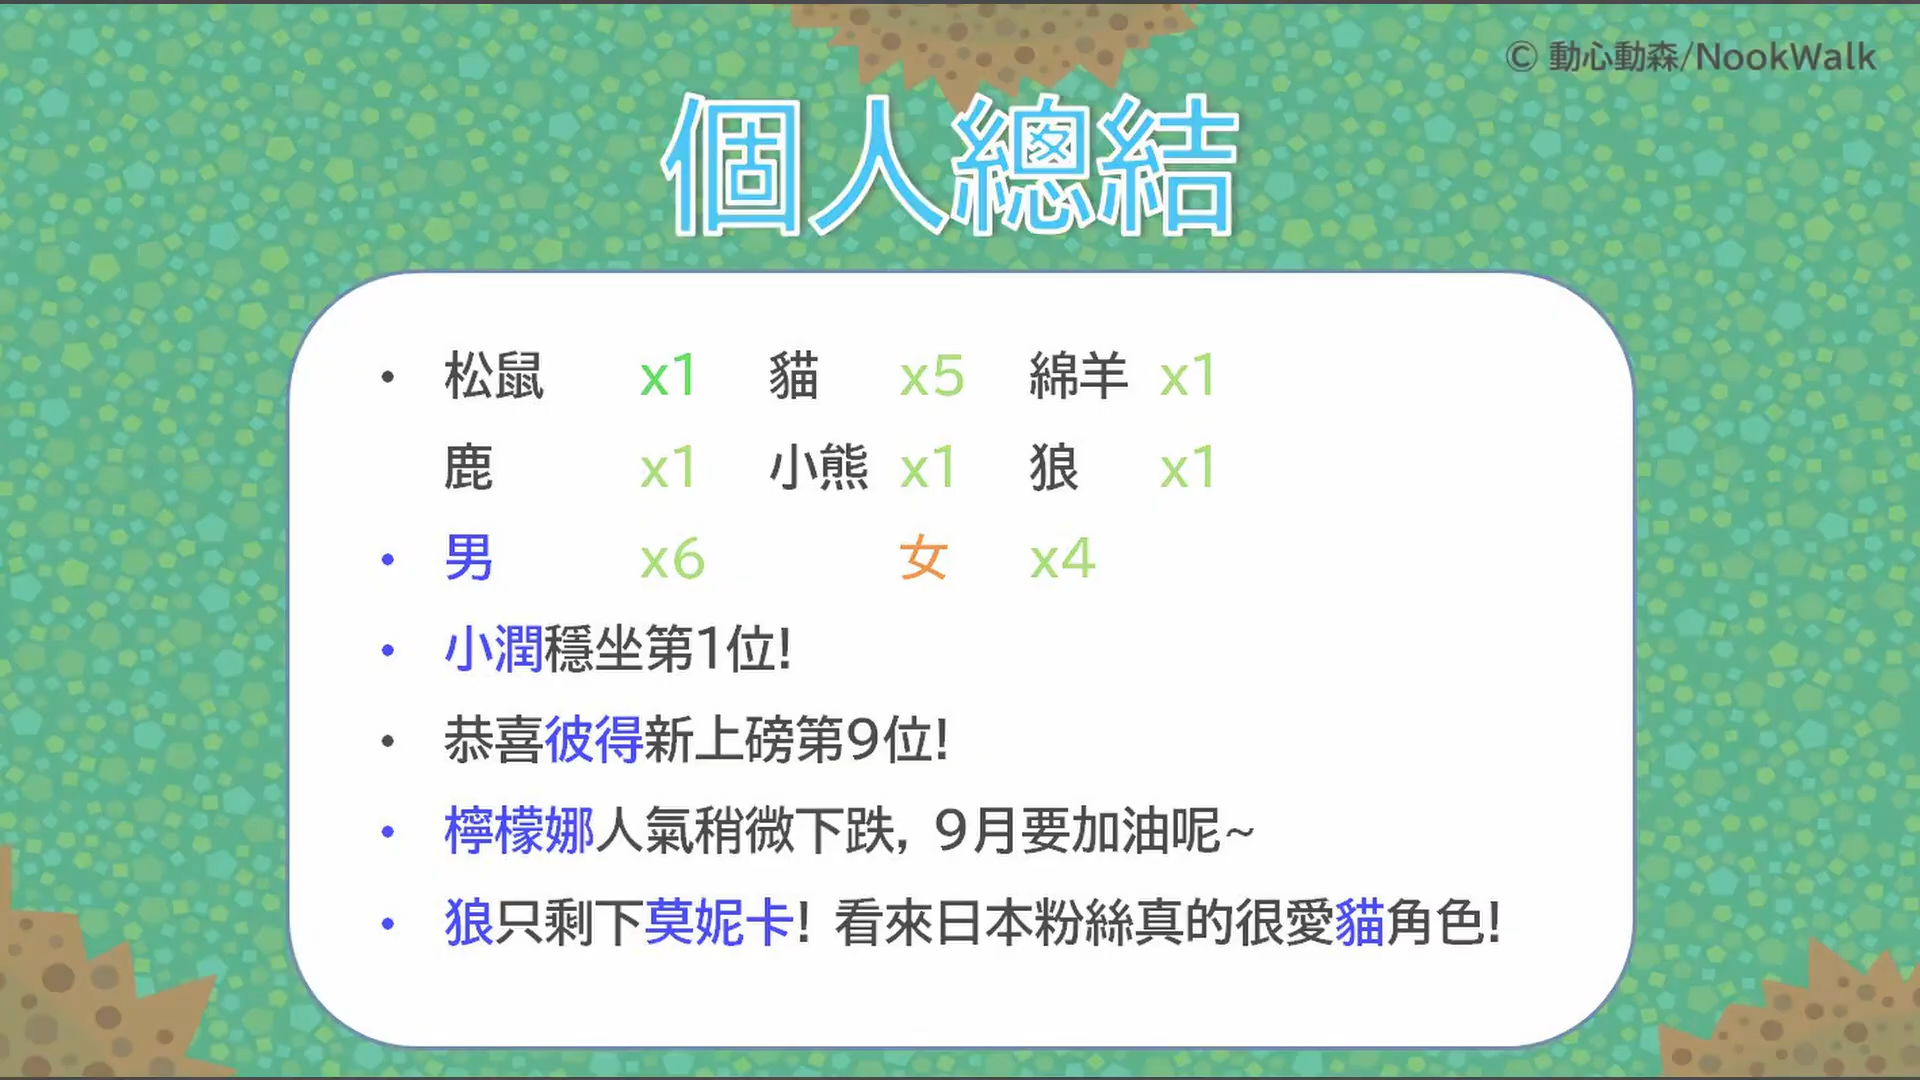 © 動心動森/NookWalk
個人總結
• 松鼠 x1 貓 x5 綿羊 x1
鹿 x1 小熊 x1 狼 x1
• 男 x6 女 x4
• 小潤穩坐第1位!
• 恭喜彼得新上磅第9位!
• 檸檬娜人氣稍微下跌, 9月要加油呢~
• 狼只剩下莫妮卡! 看來日本粉絲真的很愛貓角色!